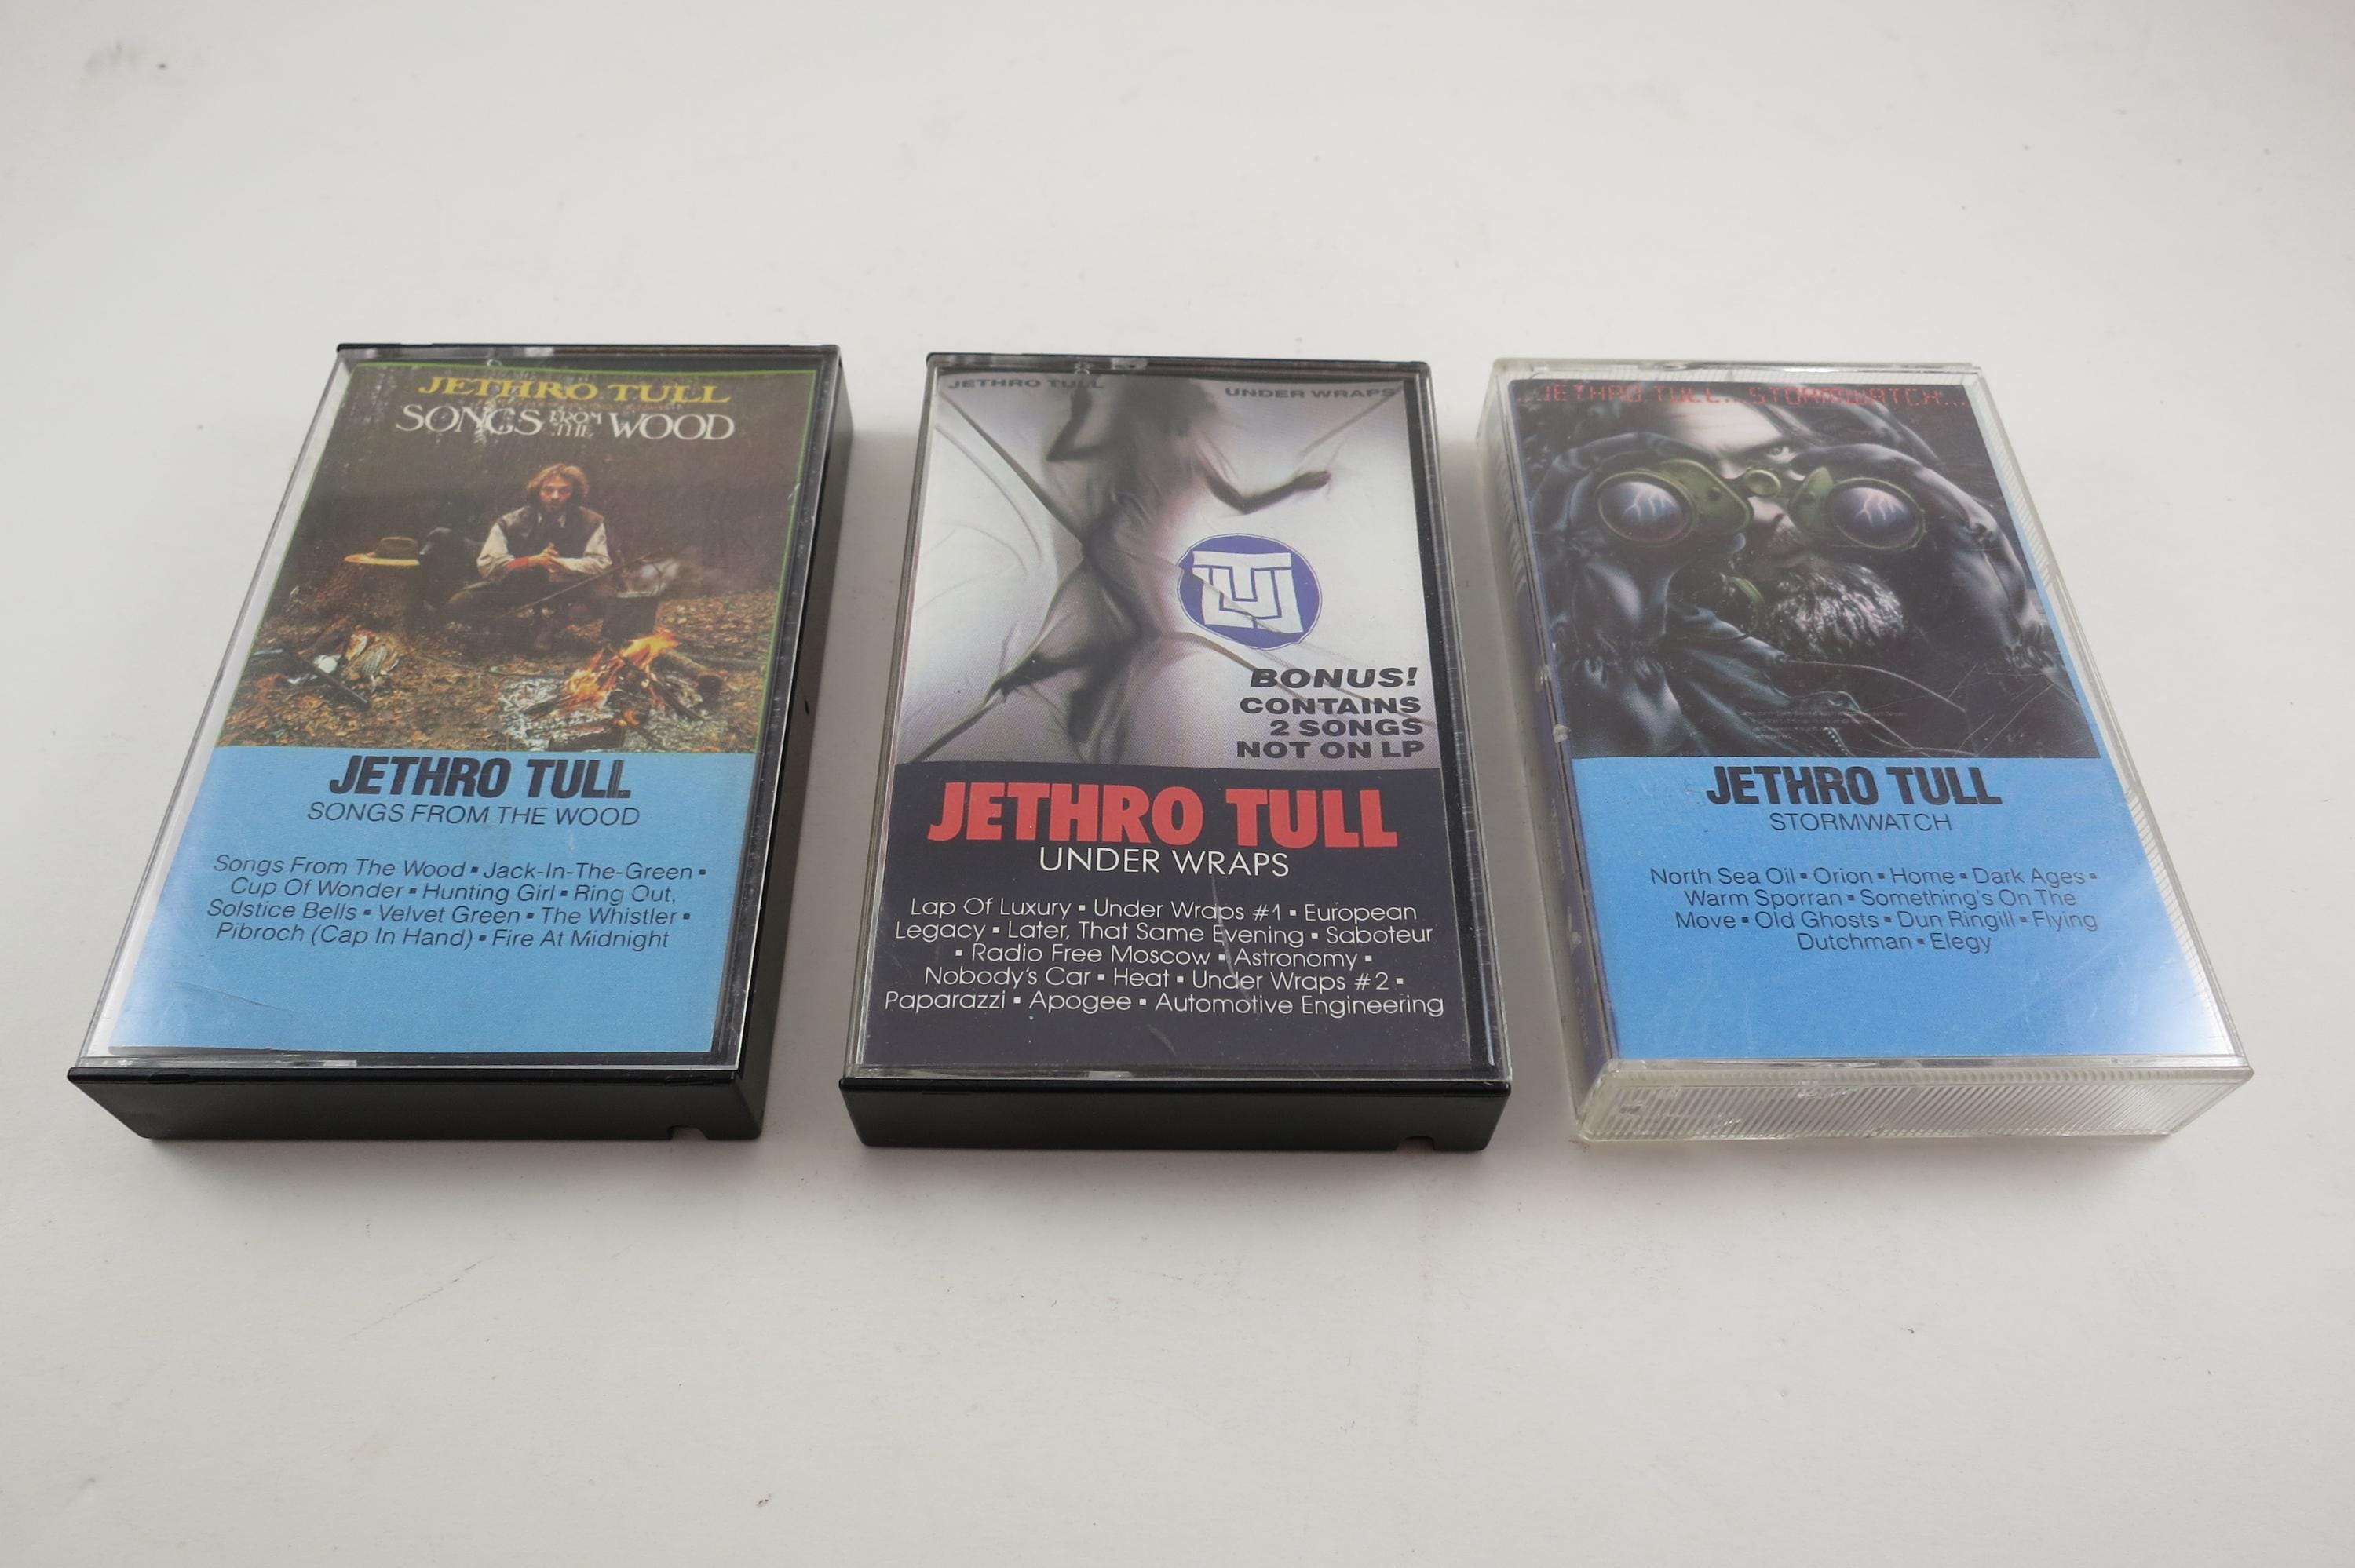 JETHRO TULL
SONGS FROM THE WOOD
JETHRO TULL
SONGS FROM THE WOOD
Songs From The Wood ▪ Jack-In-The-Green ▪
Cup Of Wonder ▪ Hunting Girl ▪ Ring Out,
Solstice Bells ▪ Velvet Green ▪ The Whistler ▪
Pibroch (Cap In Hand) ▪ Fire At Midnight
JETHRO TULL UNDER WRAPS
BONUS!
CONTAINS
2 SONGS
NOT ON LP
JETHRO TULL
UNDER WRAPS
Lap Of Luxury ▪ Under Wraps #1 ▪ European
Legacy ▪ Later, That Same Evening ▪ Saboteur
▪ Radio Free Moscow ▪ Astronomy ▪
Nobody's Car ▪ Heat ▪ Under Wraps #2 ▪
Paparazzi ▪ Apogee ▪ Automotive Engineering
...JETHRO TULL...STORMWATCH...
JETHRO TULL
STORMWATCH
North Sea Oil ▪ Orion ▪ Home ▪ Dark Ages ▪
Warm Sporran ▪ Something's On The
Move ▪ Old Ghosts ▪ Dun Ringill ▪ Flying
Dutchman ▪ Elegy